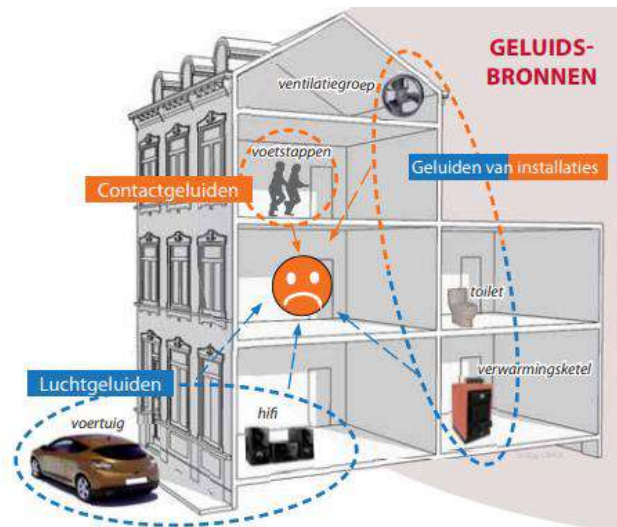 GELUIDS-
BRONNEN
ventilatiegroep
voetstappen
Geluiden van installaties
Contactgeluiden
toilet
Luchtgeluiden
verwarmingsketel
voertuig
hifi